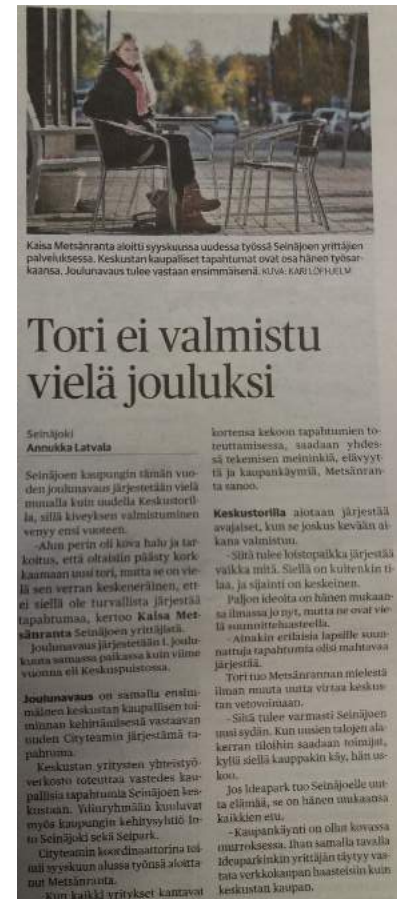 Kaisa Metsänranta aloitti syyskuussa uudessa työssä Seinäjoen yrittäjien
palveluksessa. Keskustan kaupalliset tapahtumat ovat osa hänen työsar-
kaansa. Joulunavaus tulee vastaan ensimmäisenä. KUVA: KARI LÖFHJELM
Tori ei valmistu
vielä jouluksi
Seinäjoki
Annukka Latvala
Seinäjoen kaupungin tämän vuo-
den joulunavaus järjestetään vielä
muualla kuin uudella Keskustoril-
la, sillä kiveyksen valmistuminen
venyy ensi vuoteen.
-Alun perin oli kova halu ja tar-
koitus, että oltaisiin päästy kork-
kaamaan uusi tori, mutta se on vie-
lä sen verran keskeneräinen, ett-
ei siellä ole turvallista järjestää
tapahtumaa, kertoo Kaisa Met-
sänranta Seinäjoen yrittäjistä.
Joulunavaus järjestetään 1. joulu-
kuuta samassa paikassa kuin viime
vuonna eli Keskuspuistossa.
Joulunavaus on samalla ensim-
mäinen keskustan kaupallisen toi-
minnan kehittämisestä vastaavan
uuden Cityteamin järjestämä ta-
pahtuma.
Keskustan yritysten yhteistyö-
verkosto toteuttaa vastedes kau-
pallisia tapahtumia Seinäjoen kes-
kustaan. Ydinryhmään kuuluvat
myös kaupungin kehitysyhtiö In-
to Seinäjoki sekä Seipark.
Cityteamin koordinaattorina toi-
mii syyskuun alussa työnsä aloitta-
nut Metsänranta.
-Kun kaikki yritykset kantavat
kortensa kekoon tapahtumien to-
teuttamisessa, saadaan yhdes-
sä tekemisen meininkiä, elävyyt-
tä ja kaupankäyntiä, Metsänran-
ta sanoo.
Keskustorilla aiotaan järjestää
avajaiset, kun se joskus kevään ai-
kana valmistuu.
-Siitä tulee loistopaikka järjestää
vaikka mitä. Siellä on kuitenkin ti-
laa, ja sijainti on keskeinen.
Paljon ideoita on hänen mukaan-
sa ilmassa jo nyt, mutta ne ovat vie-
lä suunnitteluasteella.
-Ainakin erilaisia lapsille suun-
nattuja tapahtumia olisi mahtavaa
järjestää.
Tori tuo Metsänrannan mielestä
ilman muuta uutta virtaa keskus-
tan vetovoimaan.
-Siitä tulee varmasti Seinäjoen
uusi sydän. Kun uusien talojen ala-
kerran tiloihin saadaan toimijat,
kyllä siellä kauppakin käy, hän us-
koo.
Jos Ideapark tuo Seinäjoelle uut-
ta elämää, se on hänen mukaansa
kaikkien etu.
-Kaupankäynti on ollut kovassa
murroksessa. Ihan samalla tavalla
Ideaparkinkin yrittäjän täytyy vas-
tata verkkokaupan haasteisiin kuin
keskustan kaupan.